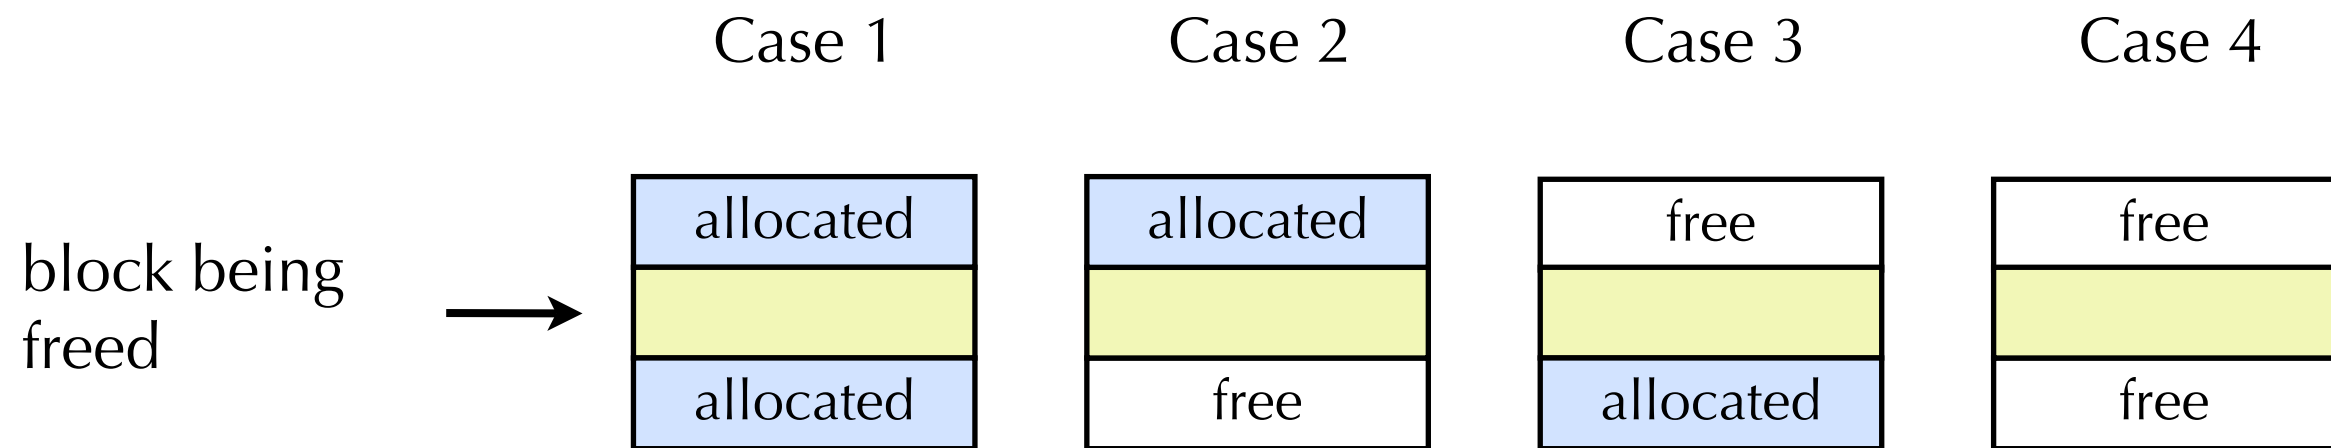 Case 1 Case 2 Case 3 Case 4
allocated allocated free free
block being
freed
allocated free allocated free